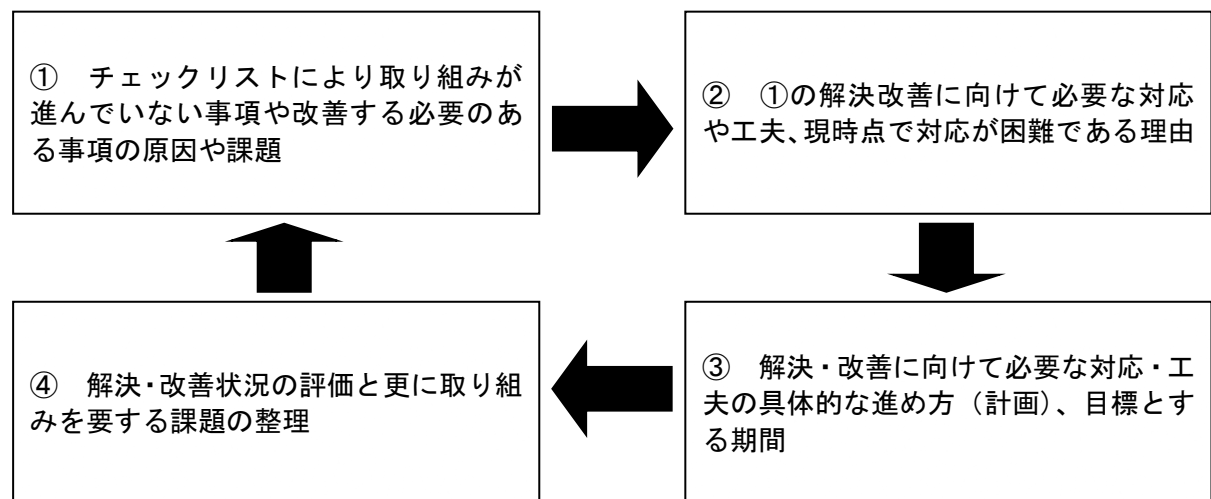 ① チェックリストにより取り組みが
進んでいない事項や改善する必要のあ
る事項の原因や課題
② ①の解決改善に向けて必要な対応
や工夫、現時点で対応が困難である理由
③ 解決・改善に向けて必要な対応・工
夫の具体的な進め方（計画）、目標とす
る期間
④ 解決・改善状況の評価と更に取り組
みを要する課題の整理